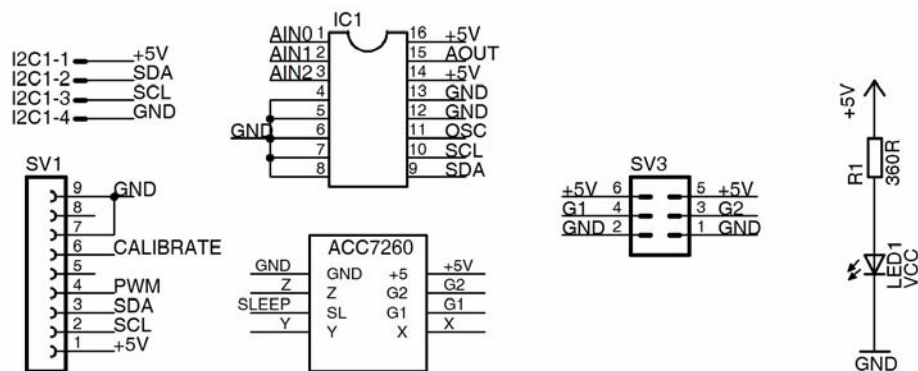 I2C1-1 +5V
I2C1-2 SDA
I2C1-3 SCL
I2C1-4 GND
IC1
AIN0 1 16 +5V
AIN1 2 15 AOUT
AIN2 3 14 +5V
4 13 GND
5 12 GND
GND 6 11 OSC
7 10 SCL
8 9 SDA
SV1
9 GND
8
7
6 CALIBRATE
5
4 PWM
3 SDA
2 SCL
1 +5V
ACC7260
GND GND +5 +5V
Z Z G2 G2
SLEEP SL G1 G1
Y Y X X
SV3
+5V 6 5 +5V
G1 4 3 G2
GND 2 1 GND
+5V
R1
360R
LED1
VCC
GND